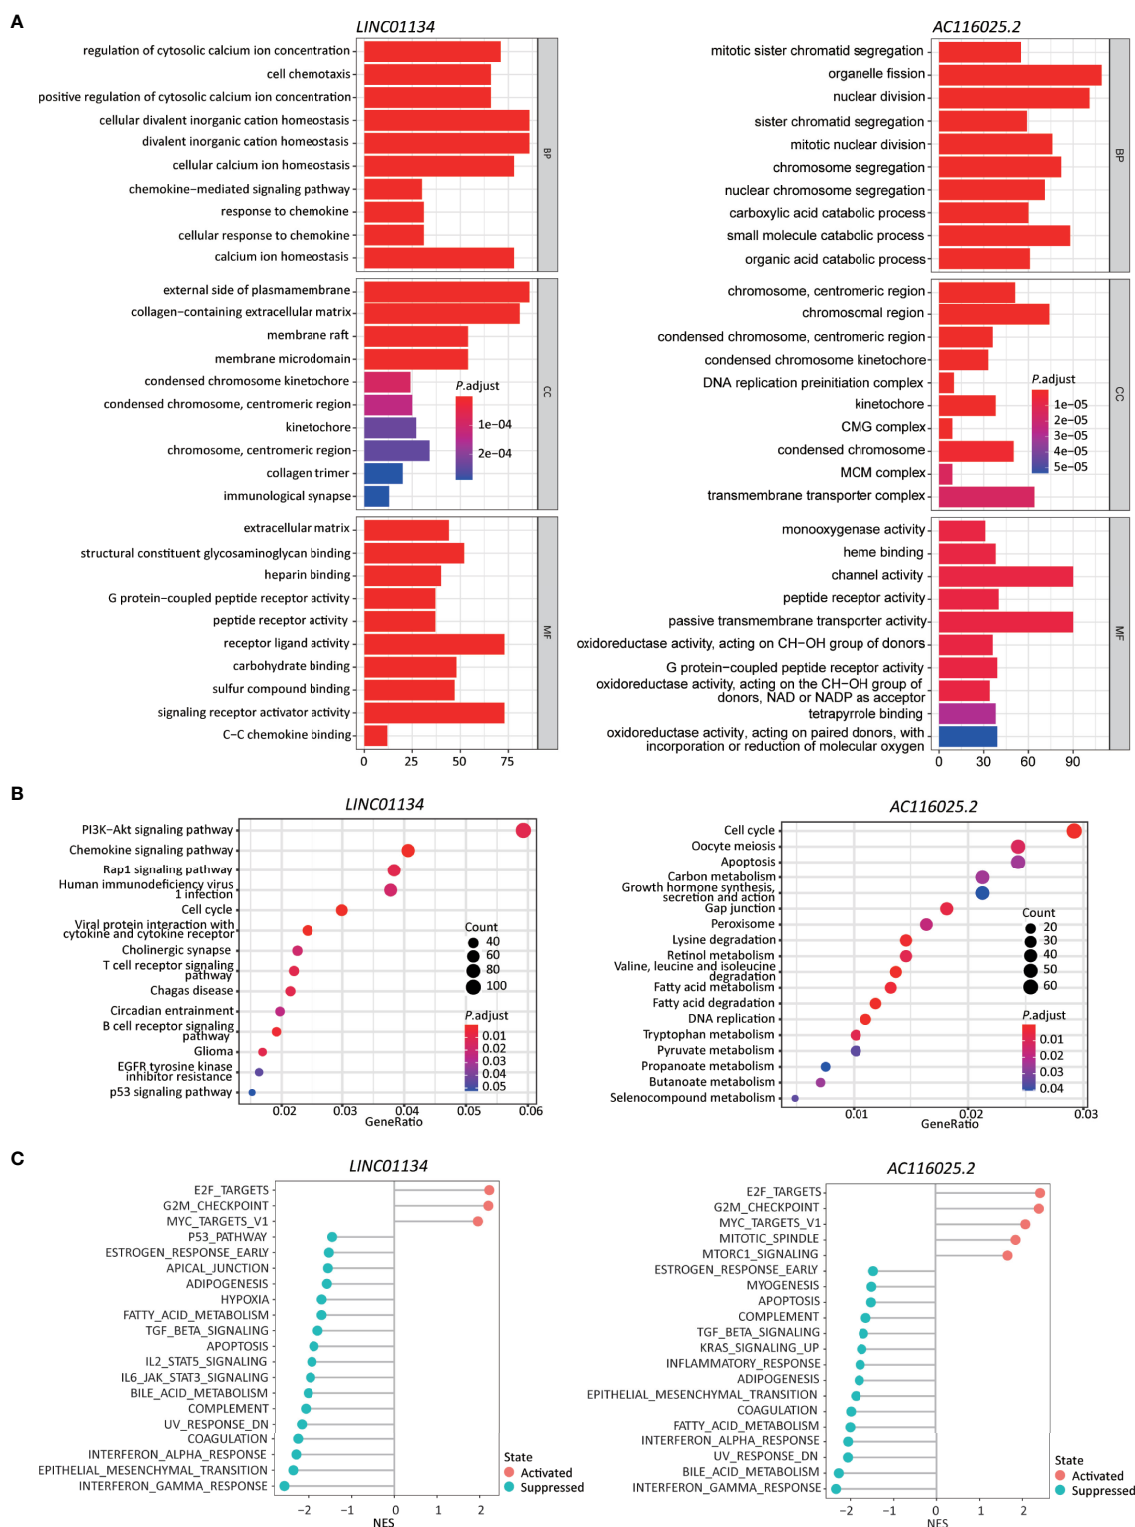 A
LINC01134
regulation of cytosolic calcium ion concentration
cell chemotaxis
positive regulation of cytosolic calcium ion concentration
cellular divalent inorganic cation homeostasis
divalent inorganic cation homeostasis
cellular calcium ion homeostasis
chemokine−mediated signaling pathway
response to chemokine
cellular response to chemokine
calcium ion homeostasis
BP
external side of plasmamembrane
collagen−containing extracellular matrix
membrane raft
membrane microdomain
condensed chromosome kinetochore
condensed chromosome, centromeric region
kinetochore
chromosome, centromeric region
collagen trimer
immunological synapse
P.adjust
1e−04
2e−04
CC
extracellular matrix
structural constituent glycosaminoglycan binding
heparin binding
G protein−coupled peptide receptor activity
peptide receptor activity
receptor ligand activity
carbohydrate binding
sulfur compound binding
signaling receptor activator activity
C−C chemokine binding
MF
0 25 50 75
AC116025.2
mitotic sister chromatid segregation
organelle fission
nuclear division
sister chromatid segregation
mitotic nuclear division
chromosome segregation
nuclear chromosome segregation
carboxylic acid catabolic process
small molecule catabolic process
organic acid catabolic process
BP
chromosome, centromeric region
chromoscmal region
condensed chromosome, centromeric region
condensed chromosome kinetochore
DNA replication preinitiation complex
kinetochore
CMG complex
condensed chromosome
MCM complex
transmembrane transporter complex
P.adjust
1e−05
2e−05
3e−05
4e−05
5e−05
CC
monooxygenase activity
heme binding
channel activity
peptide receptor activity
passive transmembrane transporter activity
oxidoreductase activity, acting on CH−OH group of donors
G protein−coupled peptide receptor activity
oxidoreductase activity, acting on the CH−OH group of
donors, NAD or NADP as acceptor
tetrapyrrole binding
oxidoreductase activity, acting on paired donors, with
incorporation or reduction of molecular oxygen
MF
0 30 60 90
B
LINC01134
PI3K−Akt signaling pathway
Chemokine signaling pathway
Rap1 signaling pathway
Human immunodeficiency virus
1 infection
Cell cycle
Viral protein interaction with
cytokine and cytokine receptor
Cholinergic synapse
T cell receptor signaling
pathway
Chagas disease
Circadian entrainment
B cell receptor signaling
pathway
Glioma
EGFR tyrosine kinase
inhibitor resistance
p53 signaling pathway
Count
40
60
80
100
P.adjust
0.01
0.02
0.03
0.04
0.05
0.02 0.03 0.04 0.05 0.06
GeneRatio
AC116025.2
Cell cycle
Oocyte meiosis
Apoptosis
Carbon metabolism
Growth hormone synthesis,
secretion and action
Gap junction
Peroxisome
Lysine degradation
Retinol metabolism
Valine, leucine and isoleucine
degradation
Fatty acid metabolism
Fatty acid degradation
DNA replication
Tryptophan metabolism
Pyruvate metabolism
Propanoate metabolism
Butanoate metabolism
Selenocompound metabolism
Count
20
30
40
50
60
P.adjust
0.01
0.02
0.03
0.04
0.01 0.02 0.03
GeneRatio
C
LINC01134
E2F_TARGETS
G2M_CHECKPOINT
MYC_TARGETS_V1
P53_PATHWAY
ESTROGEN_RESPONSE_EARLY
APICAL_JUNCTION
ADIPOGENESIS
HYPOXIA
FATTY_ACID_METABOLISM
TGF_BETA_SIGNALING
APOPTOSIS
IL2_STAT5_SIGNALING
IL6_JAK_STAT3_SIGNALING
BILE_ACID_METABOLISM
COMPLEMENT
UV_RESPONSE_DN
COAGULATION
INTERFERON_ALPHA_RESPONSE
EPITHELIAL_MESENCHYMAL_TRANSITION
INTERFERON_GAMMA_RESPONSE
State
Activated
Suppressed
−2 −1 0 1 2
NES
AC116025.2
E2F_TARGETS
G2M_CHECKPOINT
MYC_TARGETS_V1
MITOTIC_SPINDLE
MTORC1_SIGNALING
ESTROGEN_RESPONSE_EARLY
MYOGENESIS
APOPTOSIS
COMPLEMENT
TGF_BETA_SIGNALING
KRAS_SIGNALING_UP
INFLAMMATORY_RESPONSE
ADIPOGENESIS
EPITHELIAL_MESENCHYMAL_TRANSITION
COAGULATION
FATTY_ACID_METABOLISM
INTERFERON_ALPHA_RESPONSE
UV_RESPONSE_DN
BILE_ACID_METABOLISM
INTERFERON_GAMMA_RESPONSE
State
Activated
Suppressed
−2 −1 0 1 2
NES